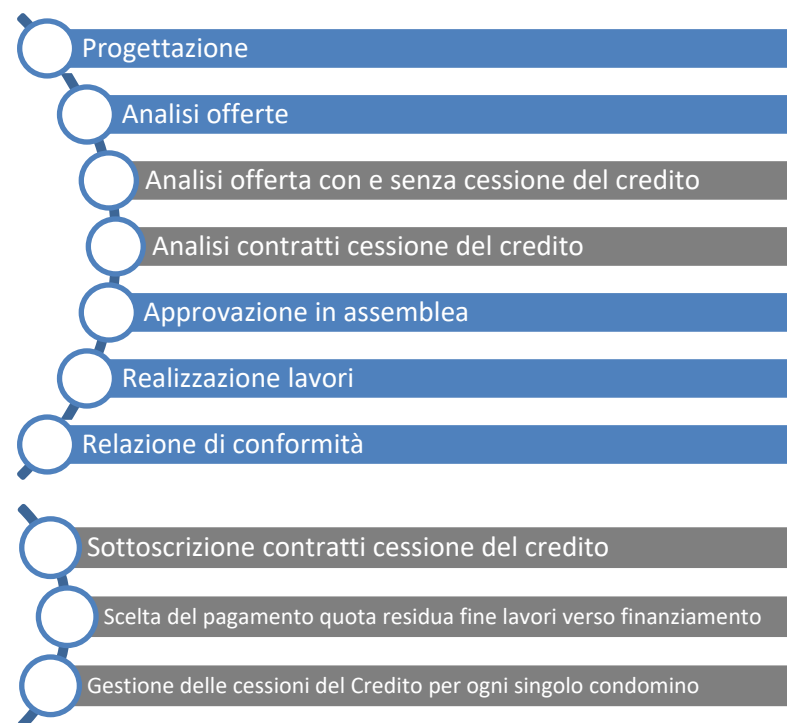 Progettazione
Analisi offerte
Analisi offerta con e senza cessione del credito
Analisi contratti cessione del credito
Approvazione in assemblea
Realizzazione lavori
Relazione di conformità
Sottoscrizione contratti cessione del credito
Scelta del pagamento quota residua fine lavori verso finanziamento
Gestione delle cessioni del Credito per ogni singolo condomino